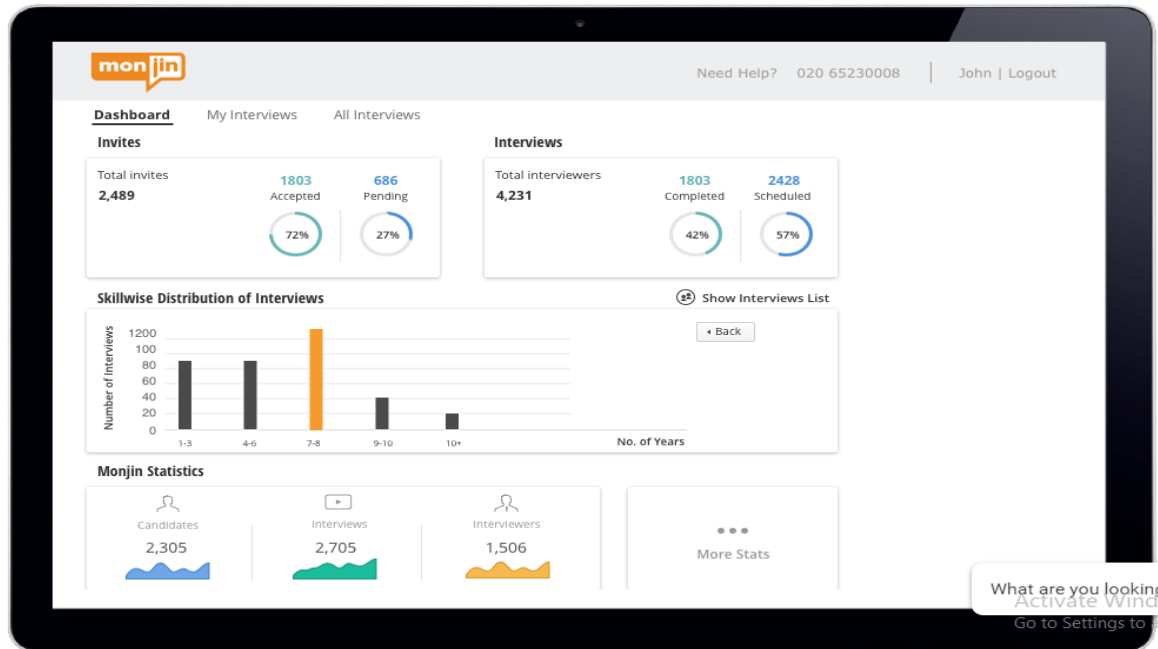 monjin
Need Help? 020 65230008 John | Logout
Dashboard My Interviews All Interviews
Invites
Total invites
2,489
1803
Accepted
72%
686
Pending
27%
Interviews
Total interviewers
4,231
1803
Completed
42%
2428
Scheduled
57%
Skillwise Distribution of Interviews
Show Interviews List
Back
Number of Interviews
1200
100
80
60
40
20
0
1-3 4-6 7-8 9-10 10+
No. of Years
Monjin Statistics
Candidates
2,305
Interviews
2,705
Interviewers
1,506
More Stats
What are you looking
Activate Wind
Go to Settings to